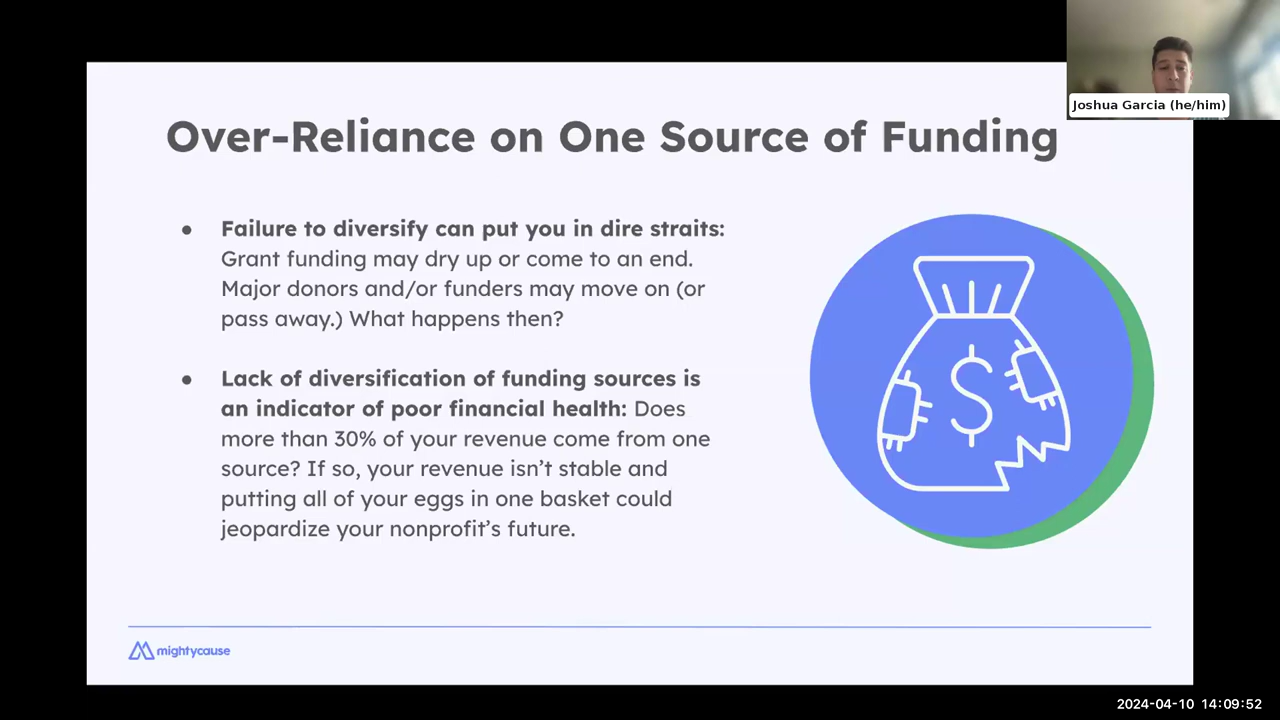 Joshua Garcia (he/him)
Over-Reliance on One Source of Funding
● Failure to diversify can put you in dire straits:
Grant funding may dry up or come to an end.
Major donors and/or funders may move on (or
pass away.) What happens then?
● Lack of diversification of funding sources is
an indicator of poor financial health: Does
more than 30% of your revenue come from one
source? If so, your revenue isn’t stable and
putting all of your eggs in one basket could
jeopardize your nonprofit’s future.
$
mightycause
2024-04-10 14:09:52